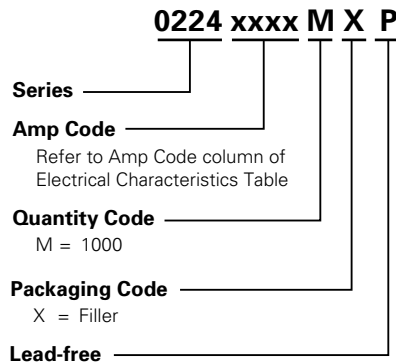 0224 xxxx M X P
Series
Amp Code
Refer to Amp Code column of
Electrical Characteristics Table
Quantity Code
M = 1000
Packaging Code
X = Filler
Lead-free